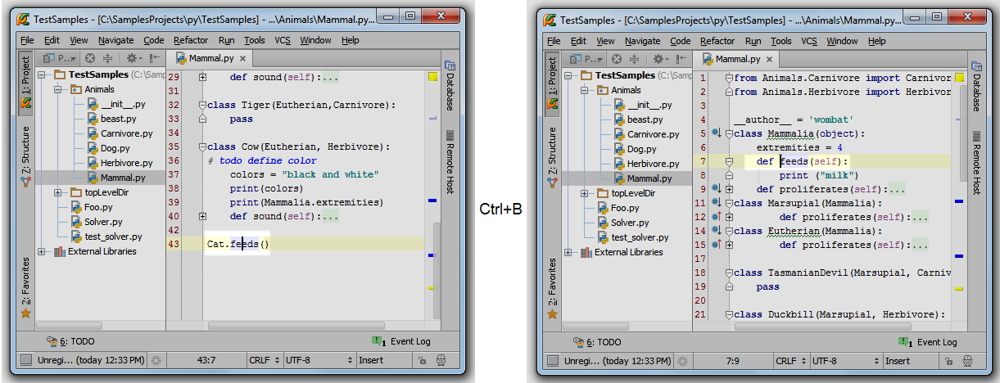 TestSamples - [C:\SamplesProjects\py\TestSamples] - ...\Animals\Mammal.py...
File Edit View Navigate Code Refactor Run Tools VCS Window Help
1: Project
7: Structure
2: Favorites
P...
TestSamples (C:\Samp
Animals
__init__.py
beast.py
Carnivore.py
Dog.py
Herbivore.py
Mammal.py
topLevelDir
Foo.py
Solver.py
test_solver.py
External Libraries
Mammal.py
29 def sound(self):...
31
32 class Tiger(Eutherian,Carnivore):
33 pass
34
35 class Cow(Eutherian, Herbivore):
36 # todo define color
37 colors = "black and white"
38 print(colors)
39 print(Mammalia.extremities)
40 def sound(self):...
42
43 Cat.feeds()
Database
Remote Host
6: TODO
1 Event Log
Unregi... (today 12:33 PM) 43:7 CRLF UTF-8 Insert
Ctrl+B
TestSamples - [C:\SamplesProjects\py\TestSamples] - ...\Animals\Mammal.py...
File Edit View Navigate Code Refactor Run Tools VCS Window Help
1: Project
7: Structure
2: Favorites
P...
TestSamples (C:\Samp
Animals
__init__.py
beast.py
Carnivore.py
Dog.py
Herbivore.py
Mammal.py
topLevelDir
Foo.py
Solver.py
test_solver.py
External Libraries
Mammal.py
1 from Animals.Carnivore import Carnivor
2 from Animals.Herbivore import Herbivor
3
4 __author__ = 'wombat'
5 class Mammalia(object):
6 extremities = 4
7 def feeds(self):
8 print ("milk")
9 def proliferates(self):...
11 class Marsupial(Mammalia):
12 def proliferates(self):...
14 class Eutherian(Mammalia):
15 def proliferates(self):...
17
18 class TasmanianDevil(Marsupial, Carniv
19 pass
20
21 class Duckbill(Marsupial, Herbivore):
Database
Remote Host
6: TODO
1 Event Log
Unregi... (today 12:33 PM) 7:9 CRLF UTF-8 Insert